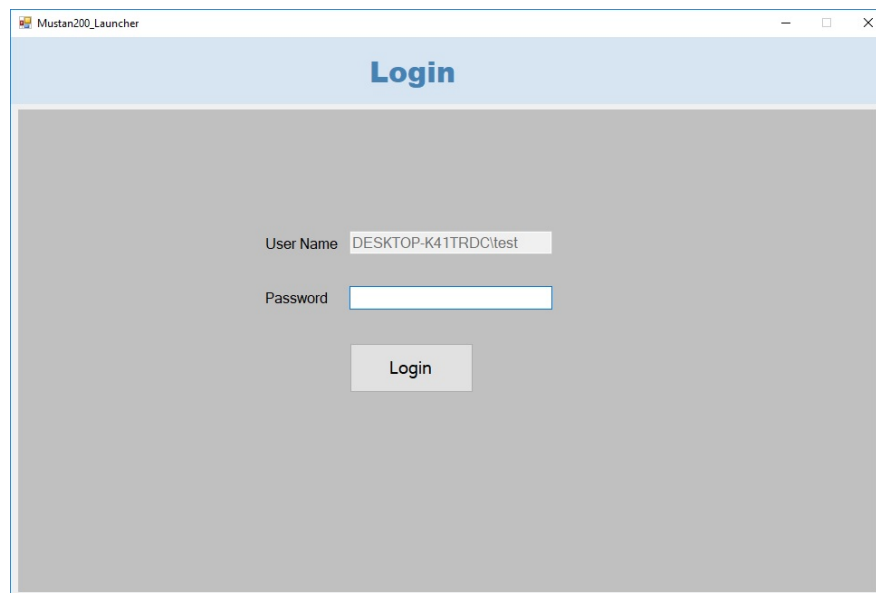 Mustan200_Launcher
Login
User Name DESKTOP-K41TRDC\test
Password
Login